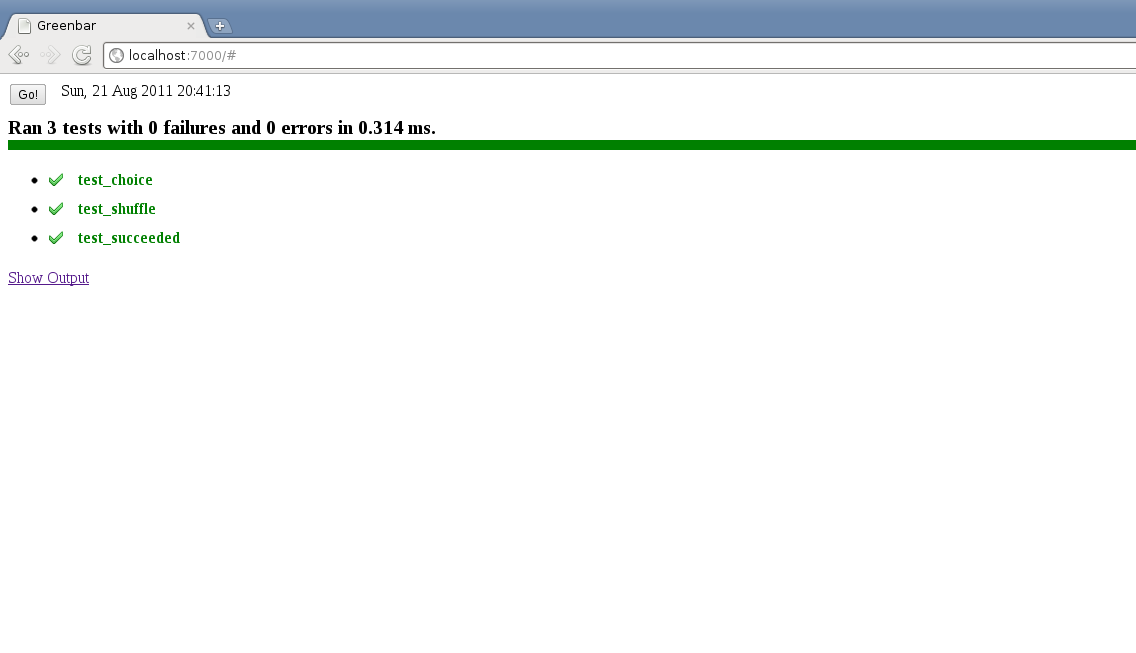 Greenbar
localhost:7000/#
Go! Sun, 21 Aug 2011 20:41:13
Ran 3 tests with 0 failures and 0 errors in 0.314 ms.
test_choice
test_shuffle
test_succeeded
Show Output